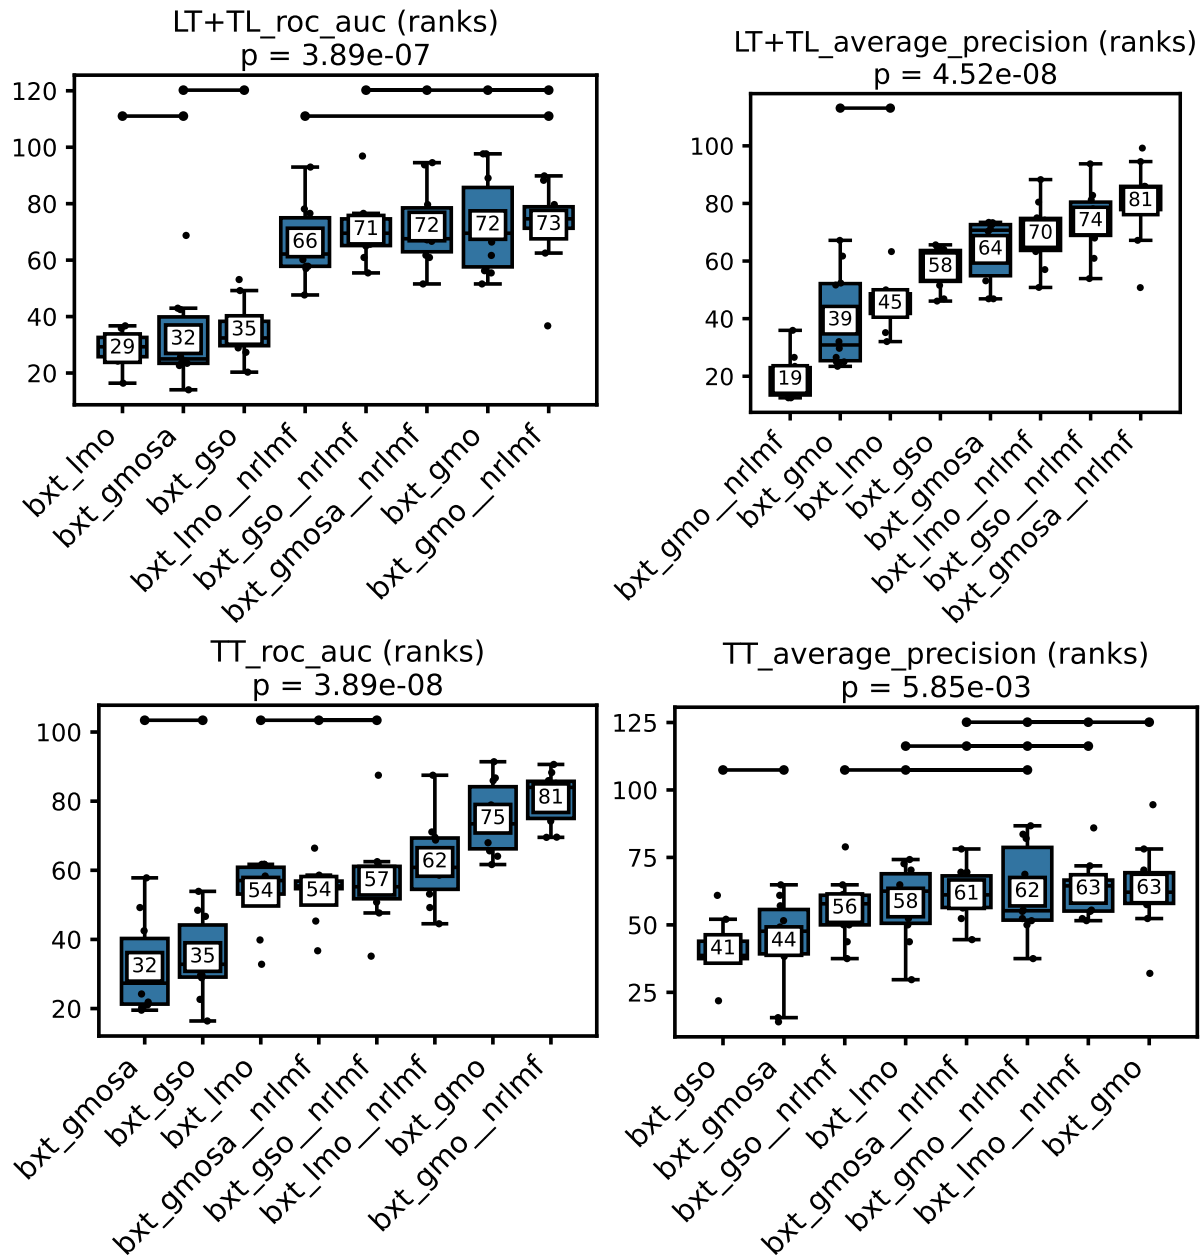 LT+TL_roc_auc (ranks)
p = 3.89e-07
120
100
80
60
40
20
29
32
35
66
71
72
72
73
bxt_lmo
bxt_gmosa
bxt_gso
bxt_lmo__nrlmf
bxt_gso__nrlmf
bxt_gmosa__nrlmf
bxt_gmo
bxt_gmo__nrlmf
LT+TL_average_precision (ranks)
p = 4.52e-08
100
80
60
40
20
19
39
45
58
64
70
74
81
bxt_gmo__nrlmf
bxt_gmo
bxt_lmo
bxt_gso
bxt_gmosa
bxt_lmo__nrlmf
bxt_gso__nrlmf
bxt_gmosa__nrlmf
TT_roc_auc (ranks)
p = 3.89e-08
100
80
60
40
20
32
35
54
54
57
62
75
81
bxt_gmosa
bxt_gso
bxt_lmo
bxt_gmosa__nrlmf
bxt_gso__nrlmf
bxt_lmo__nrlmf
bxt_gmo
bxt_gmo__nrlmf
TT_average_precision (ranks)
p = 5.85e-03
125
100
75
50
25
41
44
56
58
61
62
63
63
bxt_gso
bxt_gmosa
bxt_gso__nrlmf
bxt_lmo
bxt_gmosa__nrlmf
bxt_gmo__nrlmf
bxt_lmo__nrlmf
bxt_gmo